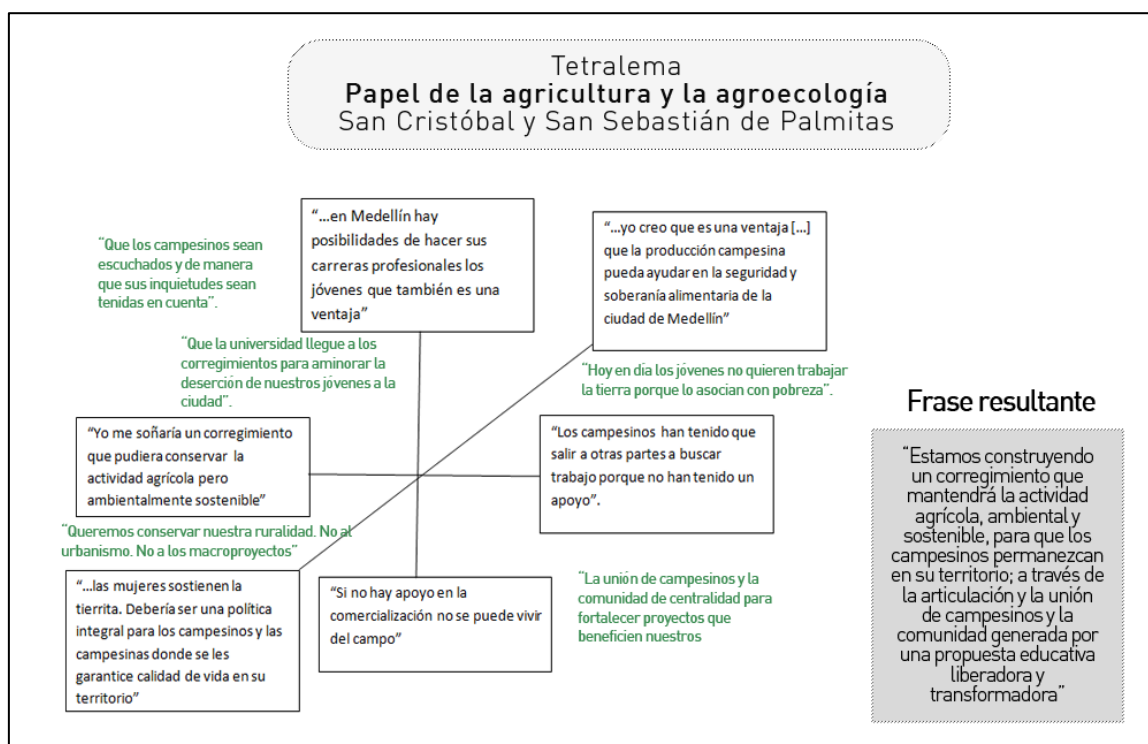 Tetralema
Papel de la agricultura y la agroecología
San Cristóbal y San Sebastián de Palmitas
“…en Medellín hay
posibilidades de hacer sus
carreras profesionales los
jóvenes que también es una
ventaja”
“…yo creo que es una ventaja […]
que la producción campesina
pueda ayudar en la seguridad y
soberanía alimentaria de la
ciudad de Medellín”
“Que los campesinos sean
escuchados y de manera
que sus inquietudes sean
tenidas en cuenta”.
“Que la universidad llegue a los
corregimientos para aminorar la
deserción de nuestros jóvenes a la
ciudad”.
“Hoy en día los jóvenes no quieren trabajar
la tierra porque lo asocian con pobreza”.
“Yo me soñaría un corregimiento
que pudiera conservar la
actividad agrícola pero
ambientalmente sostenible”
“Los campesinos han tenido que
salir a otras partes a buscar
trabajo porque no han tenido un
apoyo”.
“Queremos conservar nuestra ruralidad. No al
urbanismo. No a los macroproyectos”
“…las mujeres sostienen la
tierrita. Debería ser una política
integral para los campesinos y las
campesinas donde se les
garantice calidad de vida en su
territorio”
“Si no hay apoyo en la
comercialización no se puede vivir
del campo”
“La unión de campesinos y la
comunidad de centralidad para
fortalecer proyectos que
beneficien nuestros
Frase resultante
“Estamos construyendo
un corregimiento que
mantendrá la actividad
agrícola, ambiental y
sostenible, para que los
campesinos permanezcan
en su territorio; a través de
la articulación y la unión
de campesinos y la
comunidad generada por
una propuesta educativa
liberadora y
transformadora”